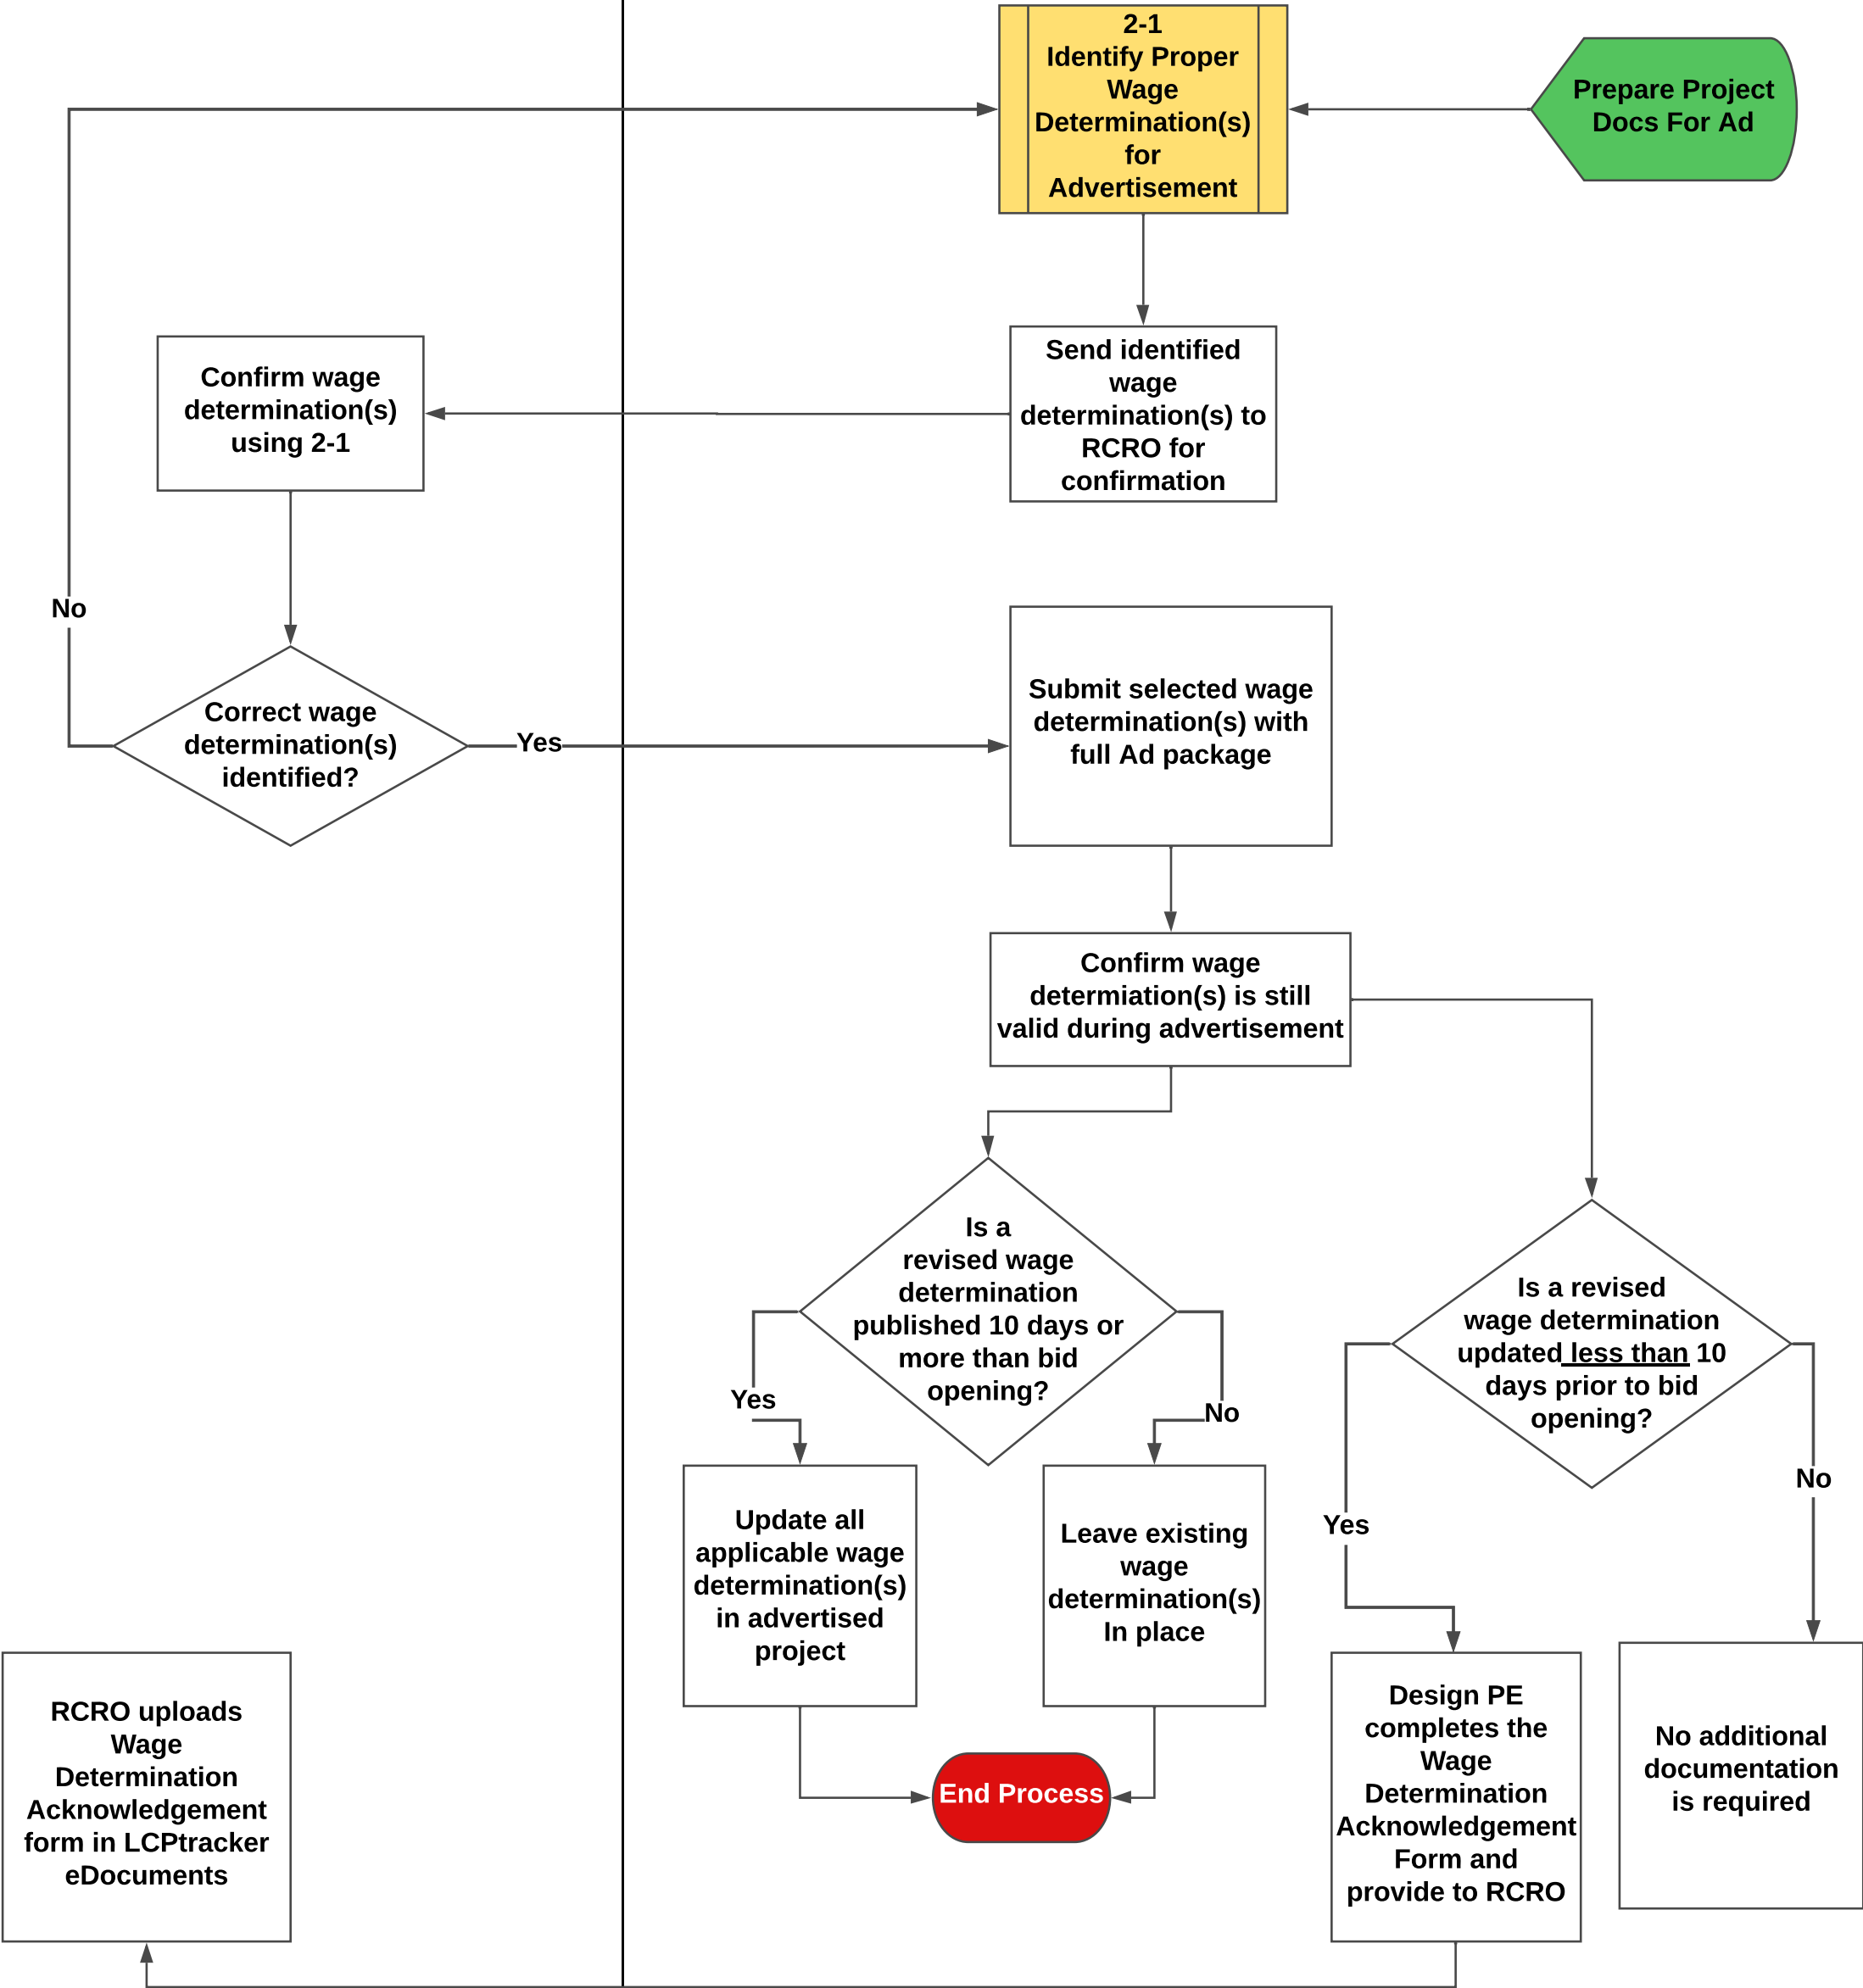 2-1
Identify Proper
Wage
Determination(s)
for
Advertisement
Prepare Project
Docs For Ad
Send identified
wage
determination(s) to
RCRO for
confirmation
Confirm wage
determination(s)
using 2-1
No
Correct wage
determination(s)
identified?
Yes
Submit selected wage
determination(s) with
full Ad package
Confirm wage
determiation(s) is still
valid during advertisement
Is a
revised wage
determination
published 10 days or
more than bid
opening?
Is a revised
wage determination
updated less than 10
days prior to bid
opening?
Yes
No
Yes
No
Update all
applicable wage
determination(s)
in advertised
project
Leave existing
wage
determination(s)
In place
RCRO uploads
Wage
Determination
Acknowledgement
form in LCPtracker
eDocuments
End Process
Design PE
completes the
Wage
Determination
Acknowledgement
Form and
provide to RCRO
No additional
documentation
is required